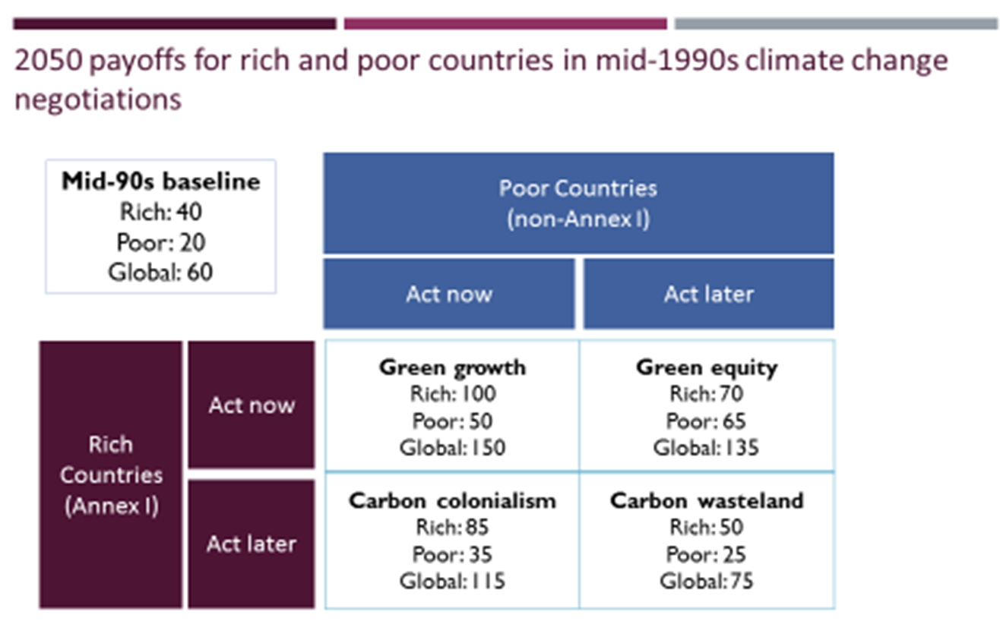 2050 payoffs for rich and poor countries in mid-1990s climate change
negotiations
Mid-90s baseline
Rich: 40
Poor: 20
Global: 60
Poor Countries
(non-Annex I)
Act now
Act later
Rich
Countries
(Annex I)
Act now
Green growth
Rich: 100
Poor: 50
Global: 150
Green equity
Rich: 70
Poor: 65
Global: 135
Act later
Carbon colonialism
Rich: 85
Poor: 35
Global: 115
Carbon wasteland
Rich: 50
Poor: 25
Global: 75